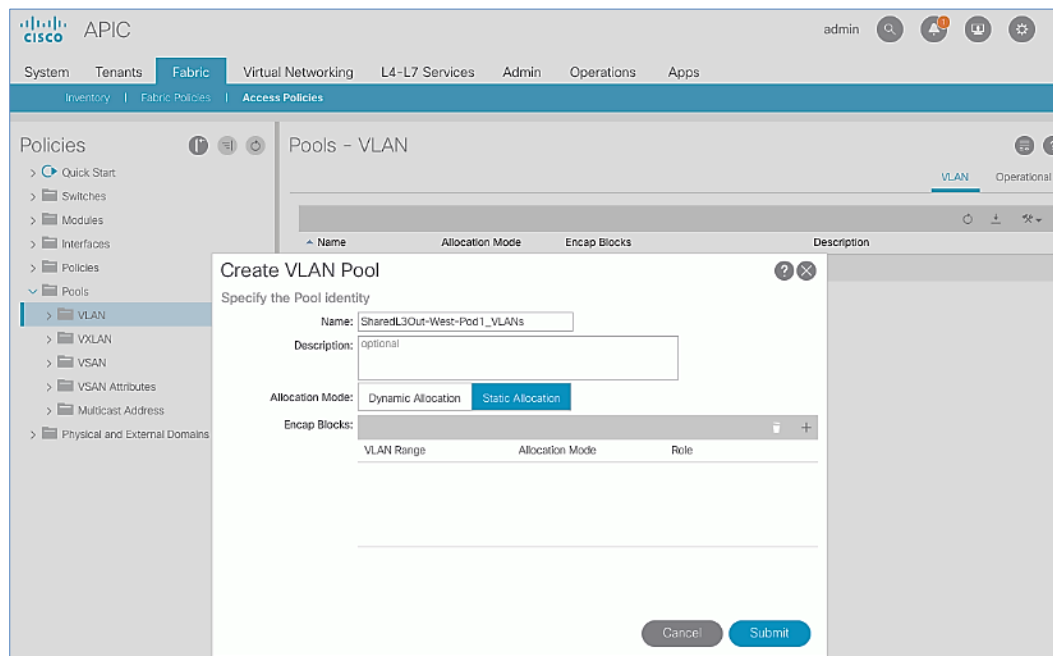 cisco APIC admin 1
System Tenants Fabric Virtual Networking L4-L7 Services Admin Operations Apps
Inventory | Fabric Policies | Access Policies
Policies
Quick Start
Switches
Modules
Interfaces
Policies
Pools
VLAN
VXLAN
VSAN
VSAN Attributes
Multicast Address
Physical and External Domains
Pools - VLAN
VLAN Operational
Name Allocation Mode Encap Blocks Description
Create VLAN Pool
Specify the Pool identity
Name: SharedL3Out-West-Pod1_VLANs
Description: optional
Allocation Mode: Dynamic Allocation Static Allocation
Encap Blocks:
VLAN Range Allocation Mode Role
Cancel Submit